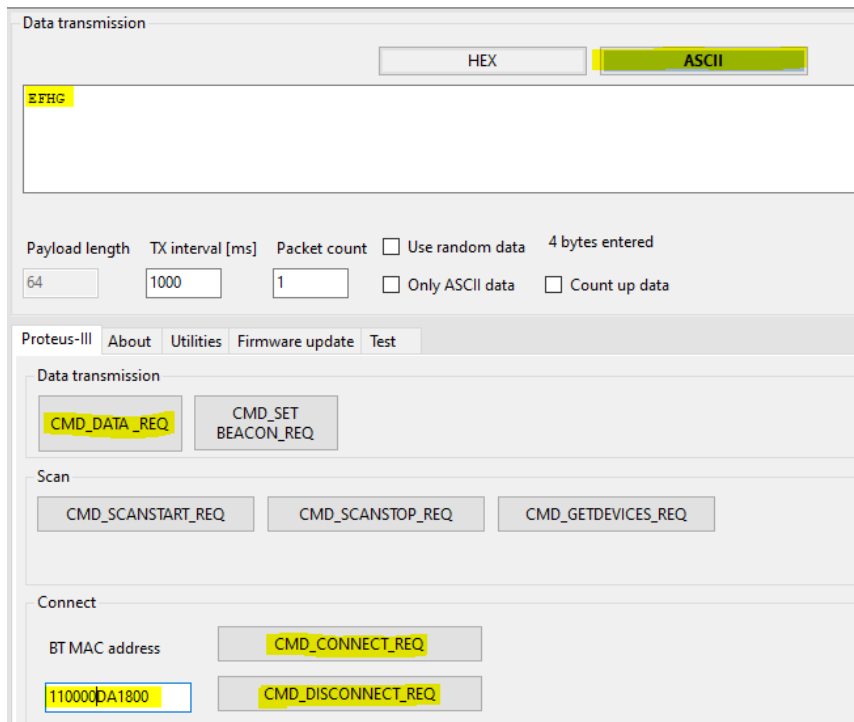 Data transmission
HEX
ASCII
EFHG
Payload length TX interval [ms] Packet count Use random data 4 bytes entered
64 1000 1 Only ASCII data Count up data
Proteus-III About Utilities Firmware update Test
Data transmission
CMD_DATA _REQ
CMD_SET
BEACON_REQ
Scan
CMD_SCANSTART_REQ CMD_SCANSTOP_REQ CMD_GETDEVICES_REQ
Connect
BT MAC address
CMD_CONNECT_REQ
110000DA1800
CMD_DISCONNECT_REQ